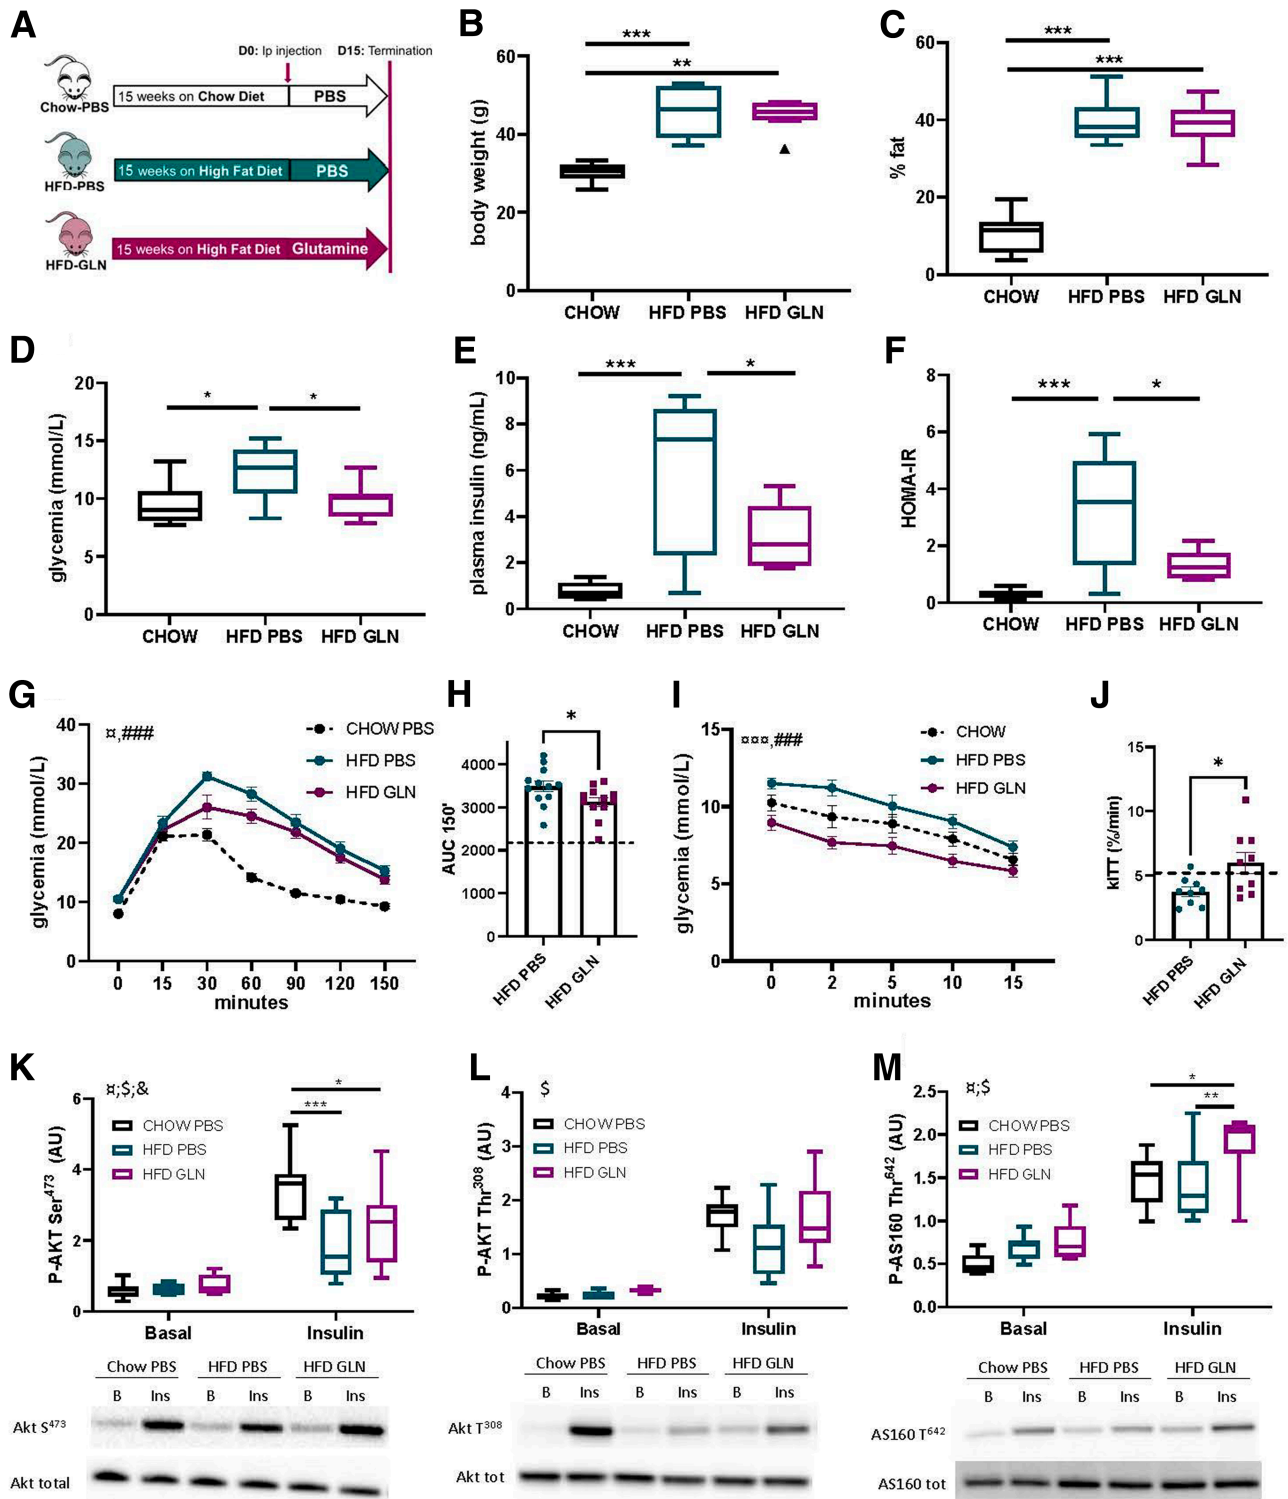 A
D0: Ip injection
D15: Termination
Chow-PBS
15 weeks on Chow Diet
PBS
HFD-PBS
15 weeks on High Fat Diet
PBS
HFD-GLN
15 weeks on High Fat Diet
Glutamine
B
***
**
body weight (g)
60
40
20
0
CHOW
HFD PBS
HFD GLN
C
***
***
% fat
60
40
20
0
CHOW
HFD PBS
HFD GLN
D
*
*
glycemia (mmol/L)
20
15
10
5
0
CHOW
HFD PBS
HFD GLN
E
***
*
plasma insulin (ng/mL)
10
8
6
4
2
0
CHOW
HFD PBS
HFD GLN
F
***
*
HOMA-IR
8
6
4
2
0
CHOW
HFD PBS
HFD GLN
G
¤,###
CHOW PBS
HFD PBS
HFD GLN
glycemia (mmol/L)
40
30
20
10
0
0 15 30 60 90 120 150
minutes
H
*
AUC 150'
4000
3000
2000
1000
0
HFD PBS
HFD GLN
I
¤¤¤,###
CHOW
HFD PBS
HFD GLN
glycemia (mmol/L)
15
10
5
0
0 2 5 10 15
minutes
J
*
kITT (%/min)
15
10
5
0
HFD PBS
HFD GLN
K
¤;$;&
*
***
CHOW PBS
HFD PBS
HFD GLN
P-AKT Ser473 (AU)
6
4
2
0
Basal
Insulin
Chow PBS HFD PBS HFD GLN
B Ins B Ins B Ins
Akt S473
Akt total
L
$
CHOW PBS
HFD PBS
HFD GLN
P-AKT Thr308 (AU)
4
3
2
1
0
Basal
Insulin
Chow PBS HFD PBS HFD GLN
B Ins B Ins B Ins
Akt T308
Akt tot
M
¤;$
*
**
CHOW PBS
HFD PBS
HFD GLN
P-AS160 Thr642 (AU)
2.5
2.0
1.5
1.0
0.5
0.0
Basal
Insulin
Chow PBS HFD PBS HFD GLN
B Ins B Ins B Ins
AS160 T642
AS160 tot